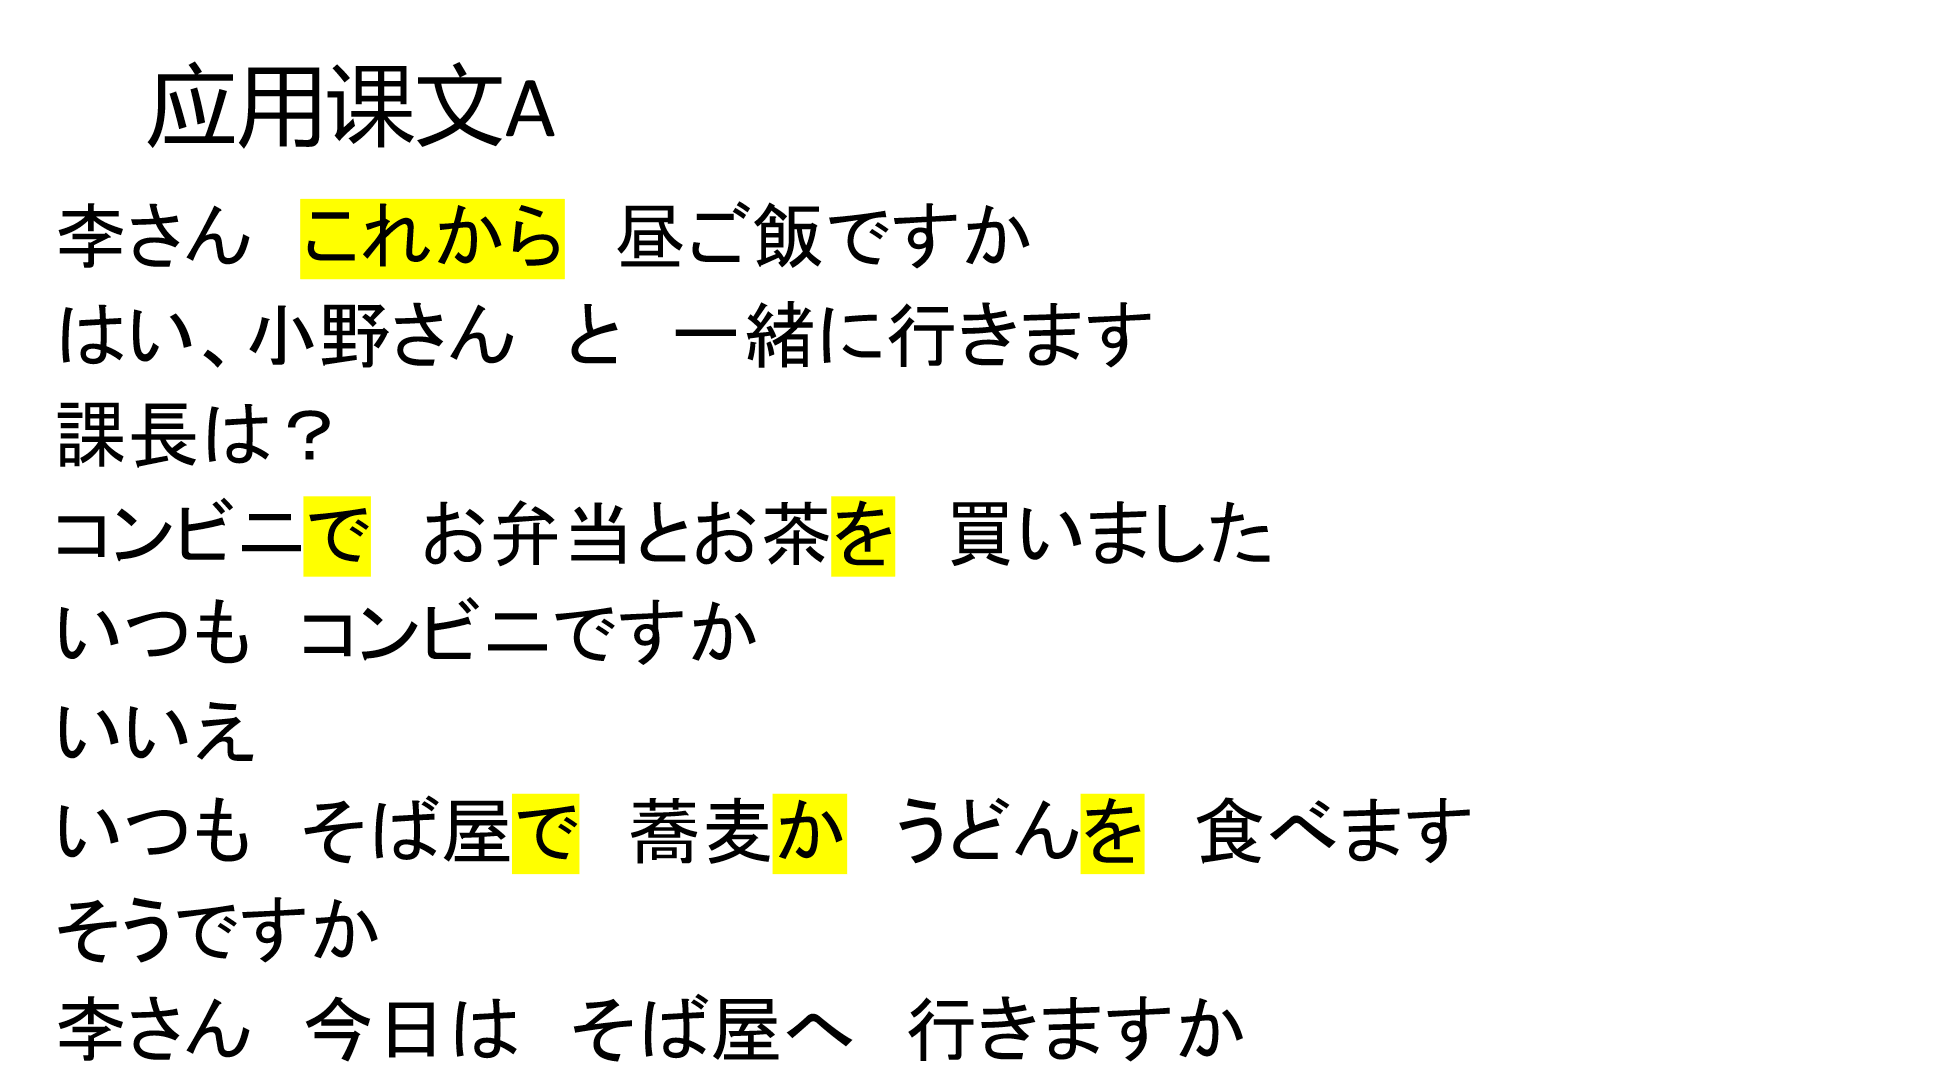 应用课文A
李さん　これから　昼ご飯ですか
はい、小野さん　と　一緒に行きます
課長は？
コンビニで　お弁当とお茶を　買いました
いつも　コンビニですか
いいえ
いつも　そば屋で　蕎麦か　うどんを　食べます
そうですか
李さん　今日は　そば屋へ　行きますか